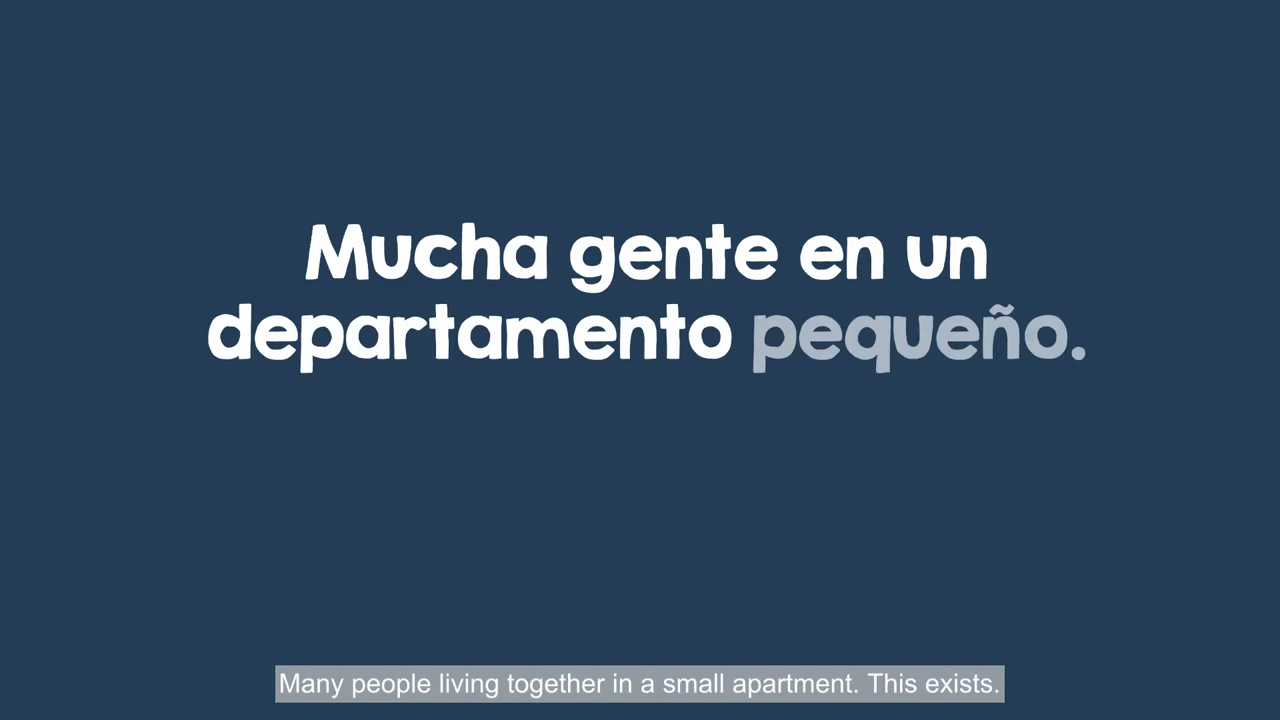 Mucha gente en un
departamento pequeño.
Many people living together in a small apartment. This exists.